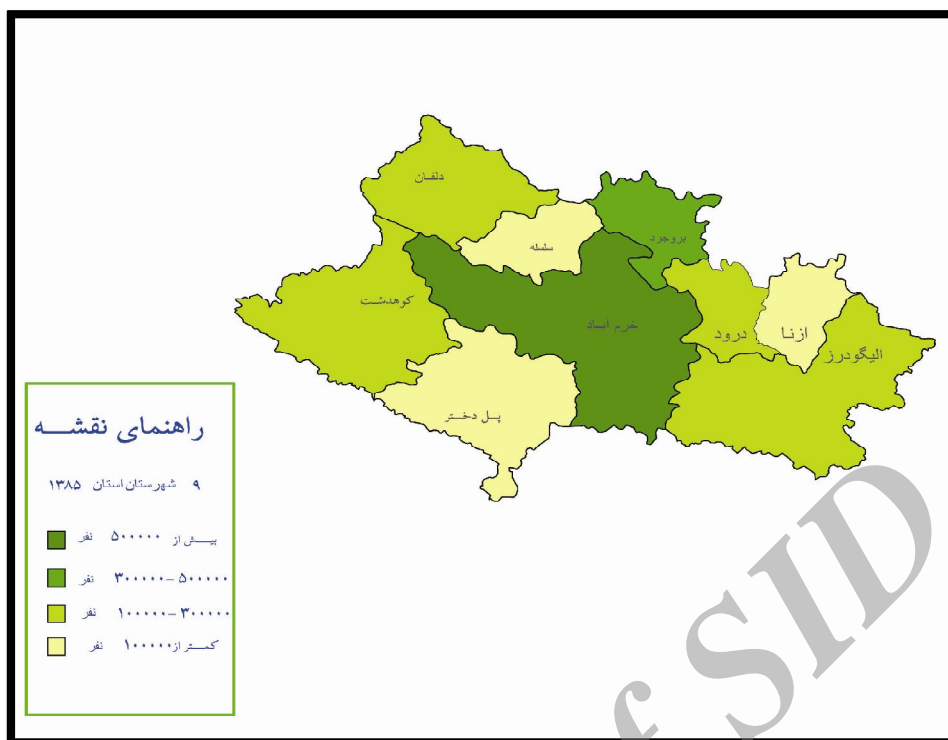 دلفان
بروجرد
سلسله
کوهدشت
خرم آباد
درود
ازنا
الیگودرز
پل دختر
راهنمای نقشه
۹ شهرستان استان ۱۳۸۵
بیش از ۵۰۰۰۰۰ نفر
۳۰۰۰۰۰ - ۵۰۰۰۰۰ نفر
۱۰۰۰۰۰ - ۳۰۰۰۰۰ نفر
کمتر از ۱۰۰۰۰۰ نفر
f SID